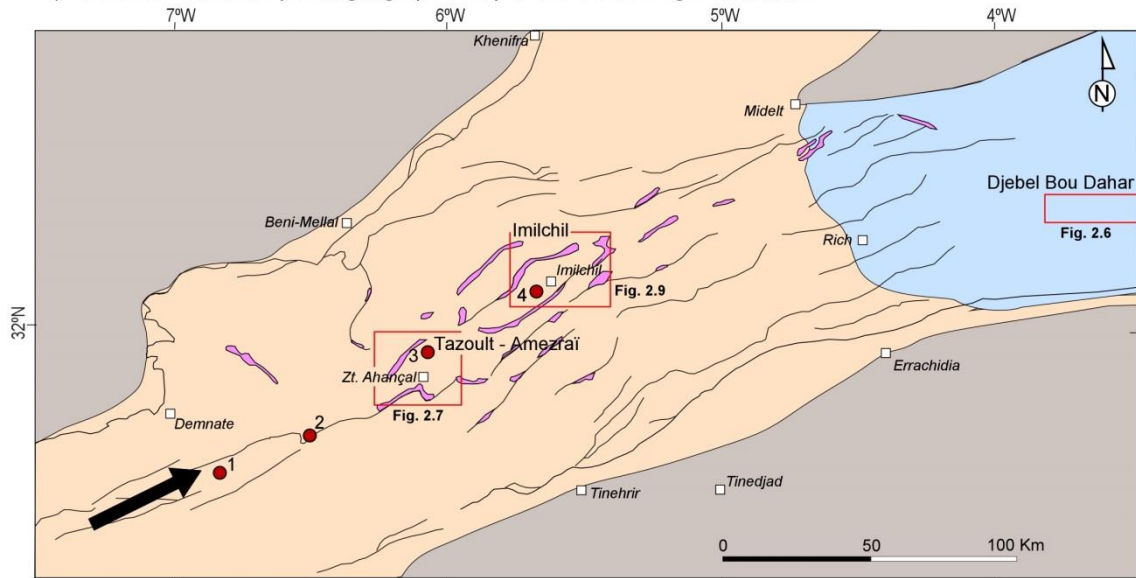 7ºW
6ºW
5ºW
4ºW
Khenifra
N
Midelt
Djebel Bou Dahar
Beni-Mellal
Fig. 2.6
Imilchil
Rich
Imilchil
4
Fig. 2.9
32ºN
Tazoult - Amezraï
3
Errachidia
Zt. Ahançal
Fig. 2.7
Demnate
2
1
Tinehrir
Tinedjad
0
50
100 Km